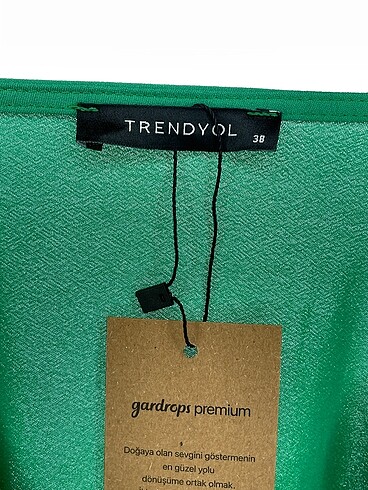 TRENDYOL
38
gardrops premium
Doğaya olan sevgini göstermenin
en güzel yolu
dönüşüme ortak olmak,